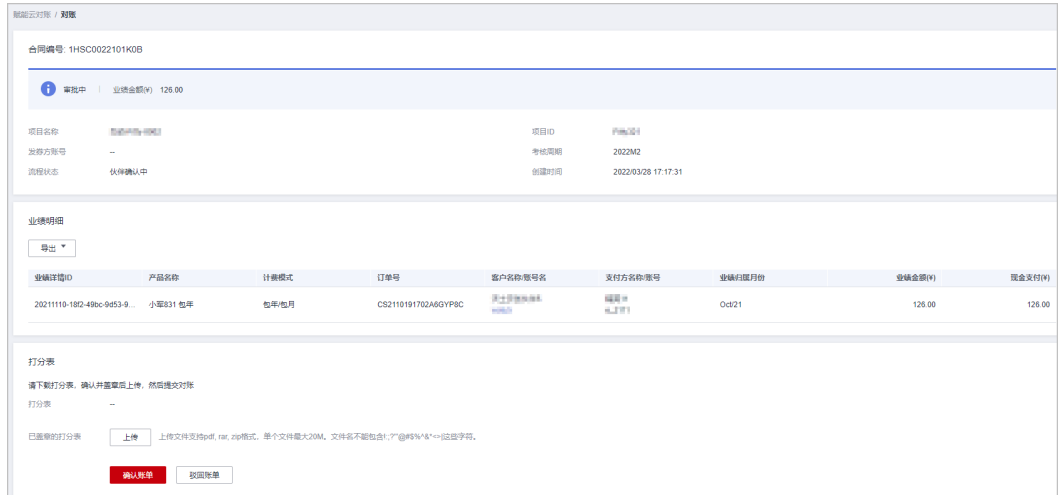 赋能云对账 / 对账
合同编号: 1HSC0022101K0B
审批中 业绩金额(¥) 126.00
项目名称 项目ID
发券方账号 -- 考核周期 2022M2
流程状态 伙伴确认中 创建时间 2022/03/28 17:17:31
业绩明细
导出
业绩详情ID 产品名称 计费模式 订单号 客户名称/账号名 支付方名称/账号 业绩归属月份 业绩金额(¥) 现金支付(¥)
20211110-18f2-49bc-9d53-9... 小军831 包年 包年/包月 CS2110191702A6GYP8C Oct/21 126.00 126.00
打分表
请下载打分表，确认并盖章后上传，然后提交对账
打分表 --
已盖章的打分表 上传 上传文件支持pdf, rar, zip格式，单个文件最大20M。文件名不能包含!:;?'"@#$%^&*<>|这些字符。
确认账单 驳回账单